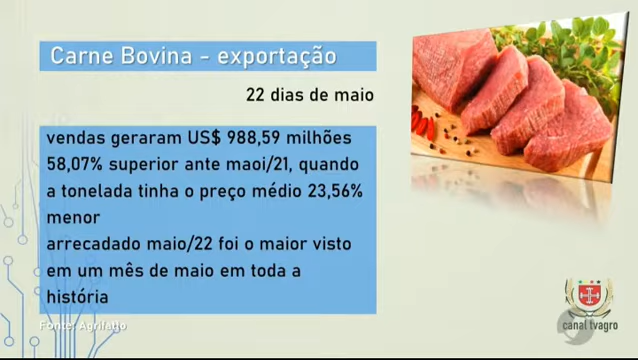 Carne Bovina - exportação
22 dias de maio
vendas geraram US$ 988,59 milhões
58,07% superior ante maoi/21, quando
a tonelada tinha o preço médio 23,56%
menor
arrecadado maio/22 foi o maior visto
em um mês de maio em toda a
história
Fonte: Agrifatto
canal tvagro